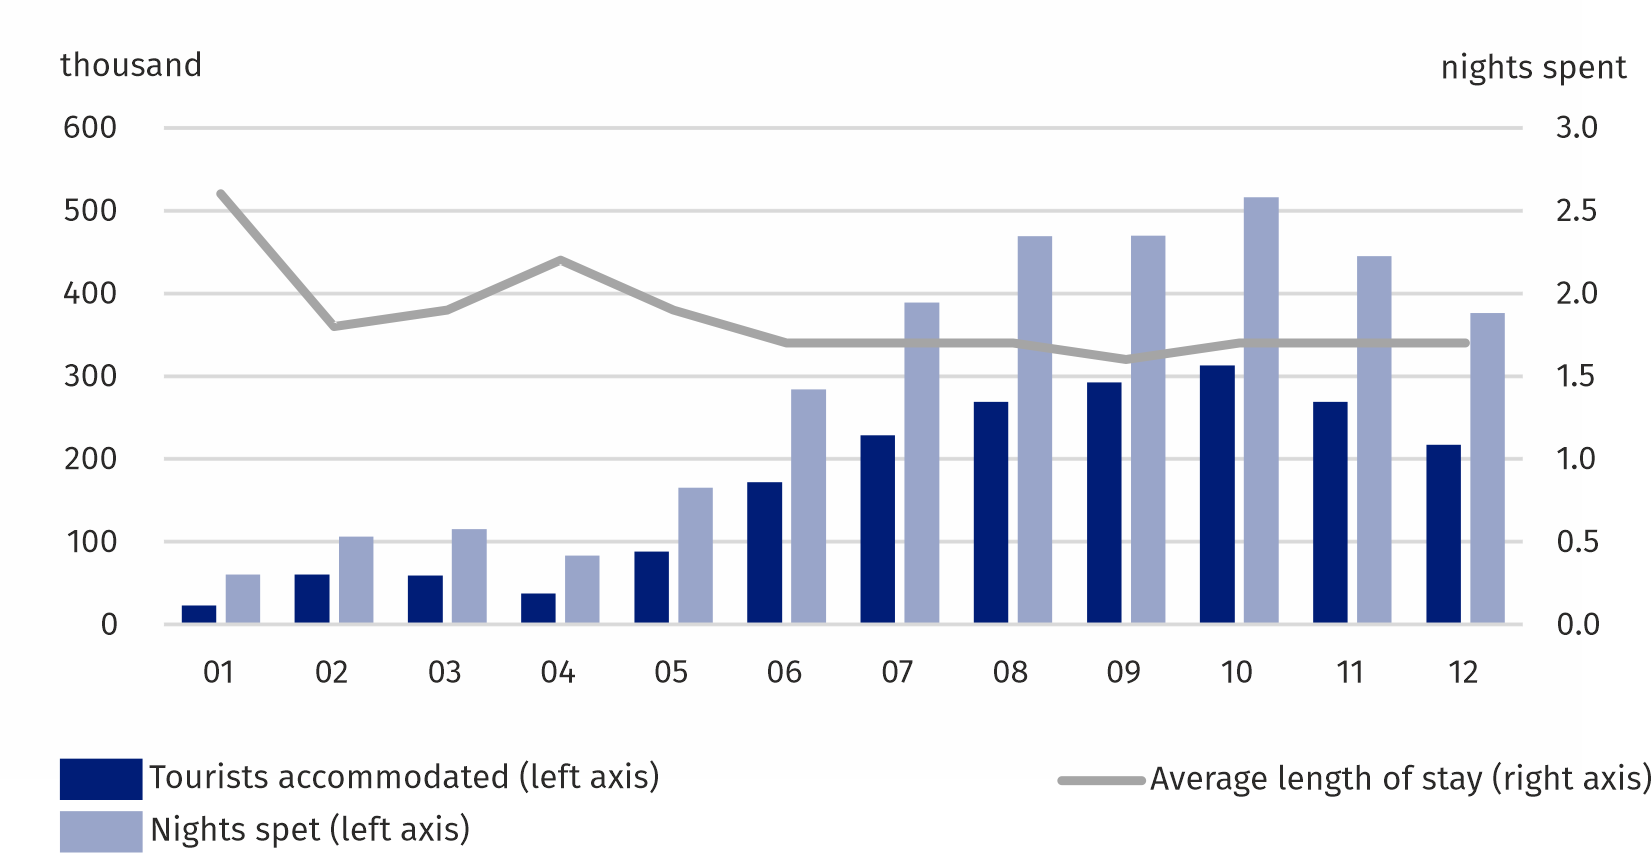 thousand
nights spent
600
3.0
500
2.5
400
2.0
300
1.5
200
1.0
100
0.5
0
0.0
01 02 03 04 05 06 07 08 09 10 11 12
Tourists accommodated (left axis)
Average length of stay (right axis)
Nights spet (left axis)